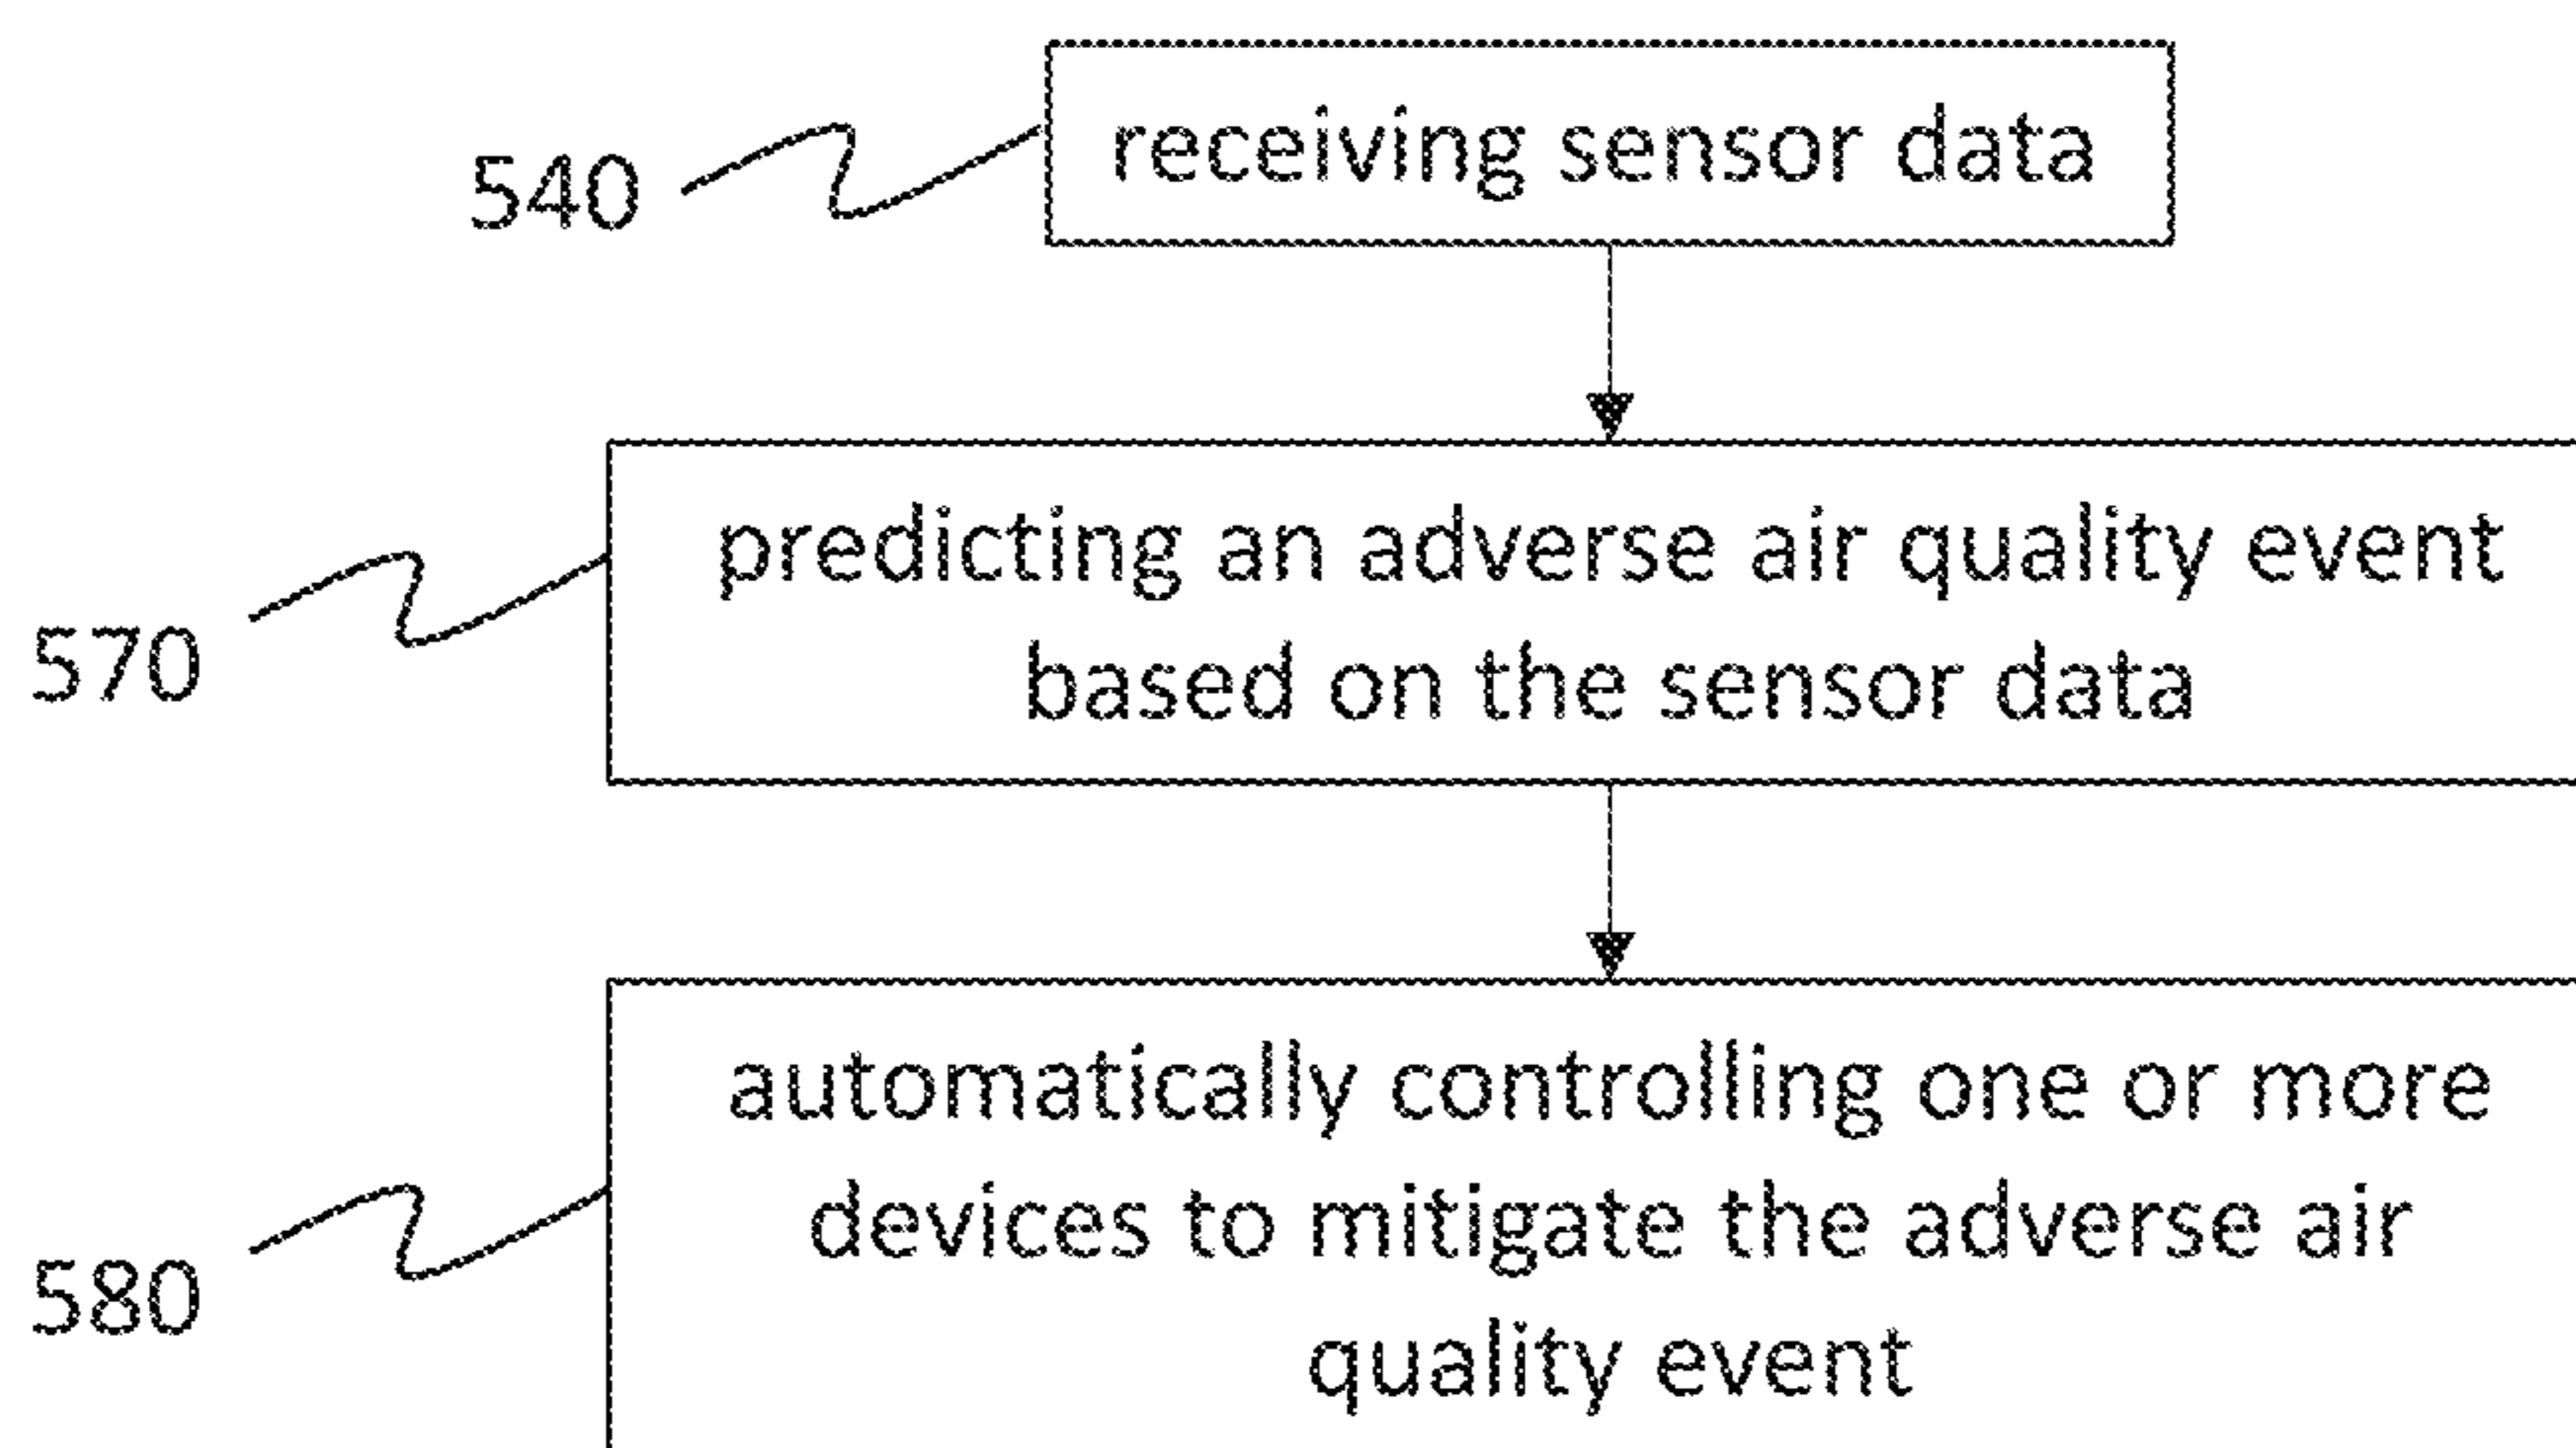 540
receiving sensor data
570
predicting an adverse air quality event
based on the sensor data
580
automatically controlling one or more
devices to mitigate the adverse air
quality event